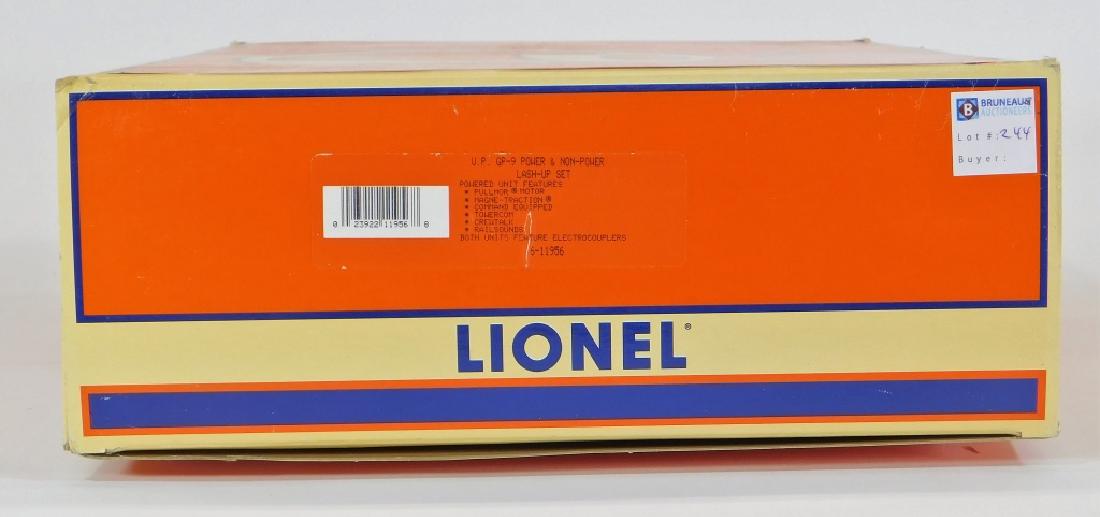 BRUNEAU&
B AUCTIONEERS
Lot #: 244
Buyer:
U.P. GP-9 POWER & NON-POWER
LASH-UP SET
POWERED UNIT FEATURES
* PULLMOR ® MOTOR
* MAGNE-TRACTION ®
* COMMAND EQUIPPED
* TOWERCOM
* CREWTALK
* RAILSOUNDS
BOTH UNITS FEATURE ELECTROCOUPLERS
6-11956
0 23922 11956 8
LIONEL®